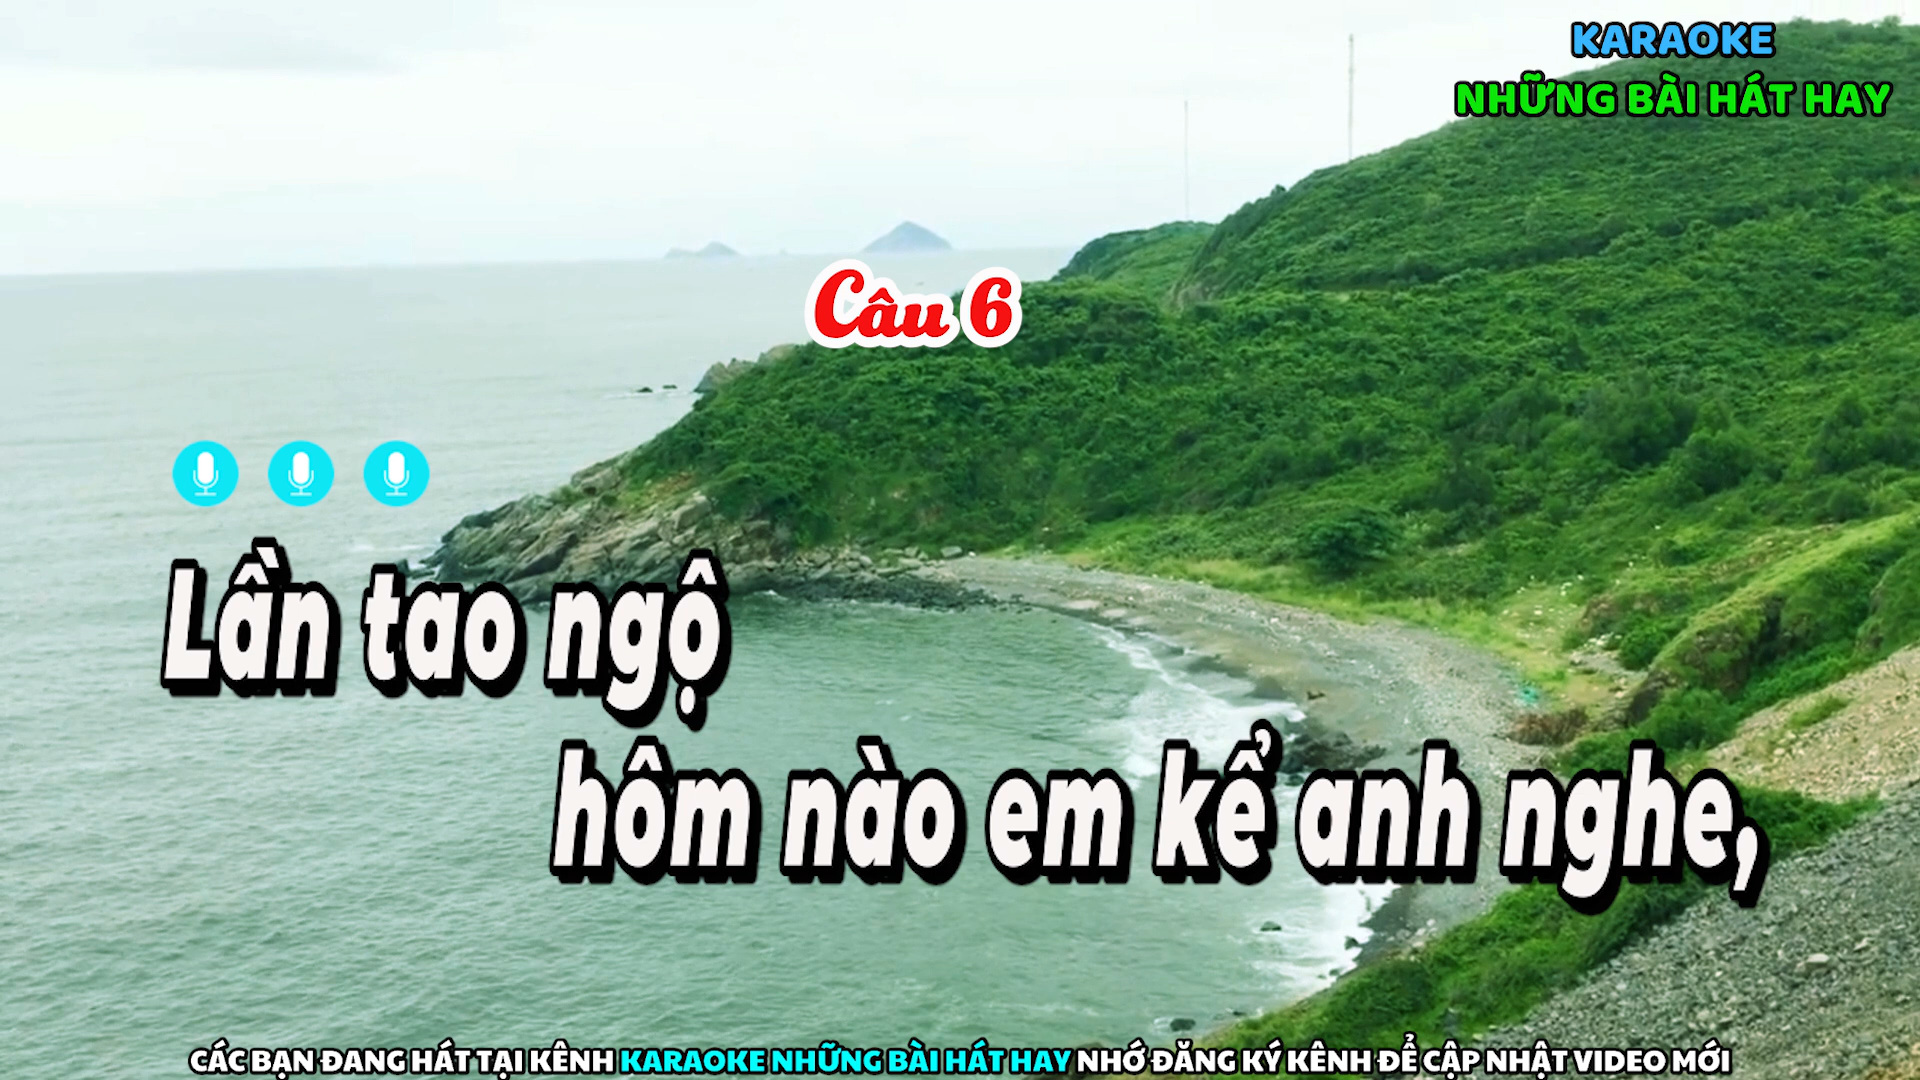 KARAOKE
NHỮNG BÀI HÁT HAY
Câu 6
Lần tao ngộ
hôm nào em kể anh nghe,
CÁC BẠN ĐANG HÁT TẠI KÊNH KARAOKE NHỮNG BÀI HÁT HAY NHỚ ĐĂNG KÝ KÊNH ĐỂ CẬP NHẬT VIDEO MỚI